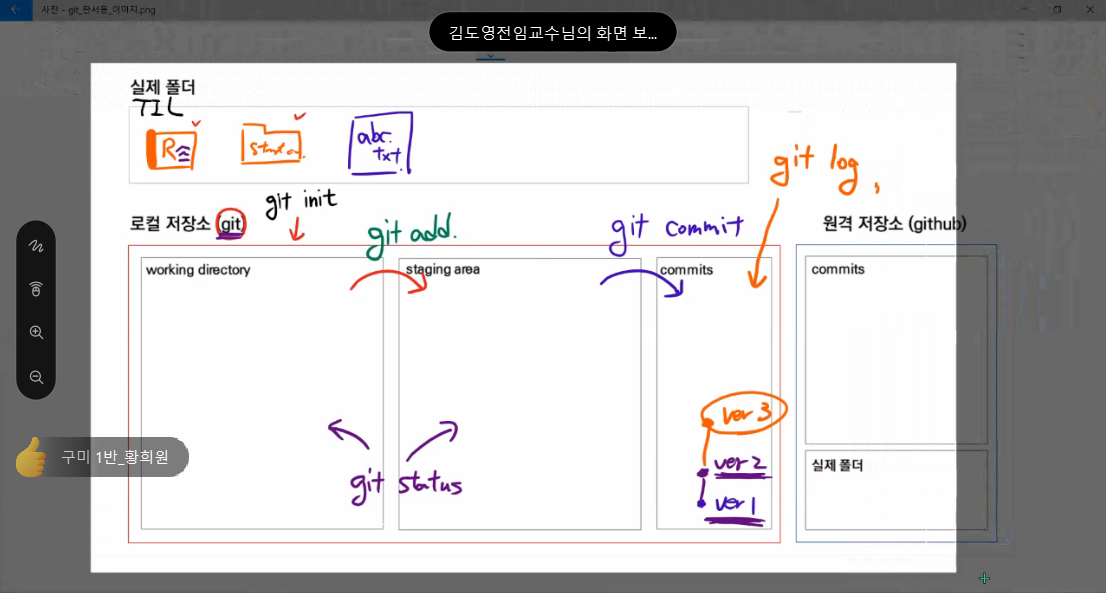 사진 - git_판서용_이미지.png
김도영전임교수님의 화면 보...
실제 폴더
TIL
R
abc.
txt
git log,
git init
로컬 저장소 (git)
git add.
git commit
원격 저장소 (github)
working directory
staging area
commits
commits
ver 3
ver 2
ver 1
git status
구미 1반_황희원
실제 폴더